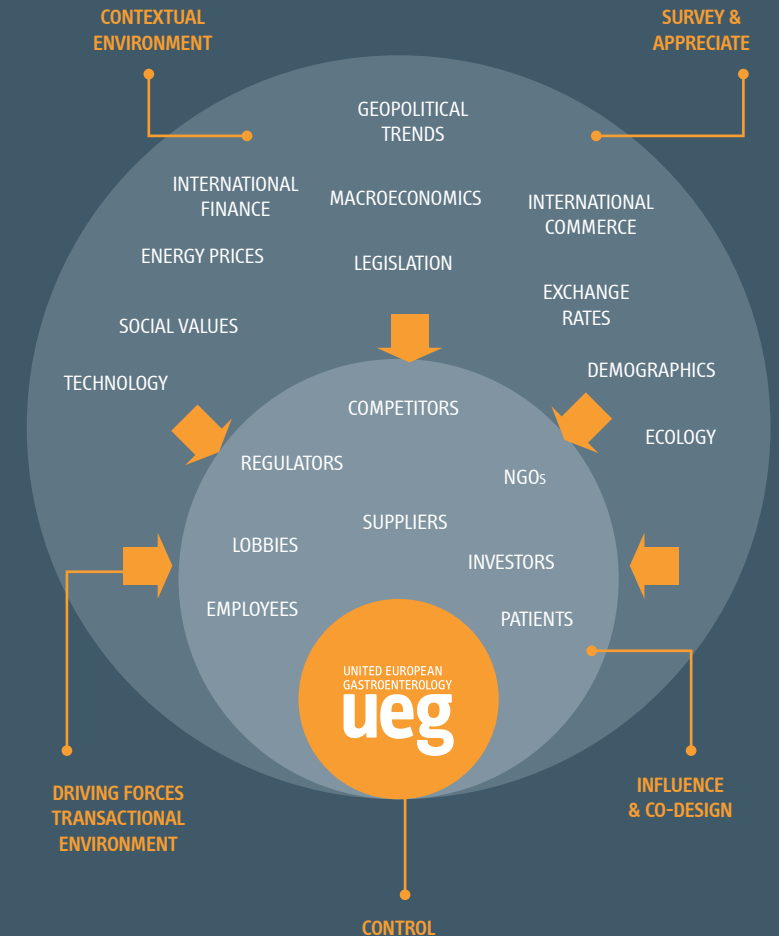 CONTEXTUAL
ENVIRONMENT
SURVEY &
APPRECIATE
GEOPOLITICAL
TRENDS
INTERNATIONAL
FINANCE
MACROECONOMICS
INTERNATIONAL
COMMERCE
ENERGY PRICES
LEGISLATION
EXCHANGE
RATES
SOCIAL VALUES
DEMOGRAPHICS
TECHNOLOGY
COMPETITORS
ECOLOGY
REGULATORS
NGOs
SUPPLIERS
LOBBIES
INVESTORS
EMPLOYEES
PATIENTS
UNITED EUROPEAN
GASTROENTEROLOGY
ueg
DRIVING FORCES
TRANSACTIONAL
ENVIRONMENT
INFLUENCE
& CO-DESIGN
CONTROL